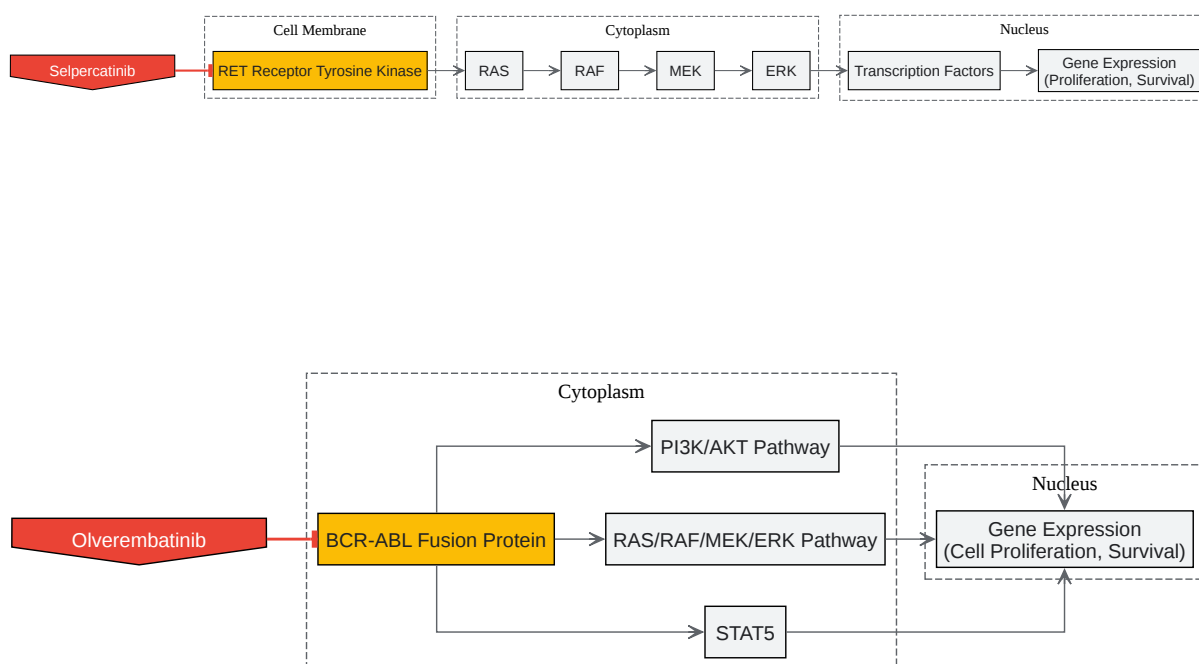 Cell Membrane
Cytoplasm
Nucleus
Selpercatinib
RET Receptor Tyrosine Kinase
RAS
RAF
MEK
ERK
Transcription Factors
Gene Expression
(Proliferation, Survival)
Cytoplasm
PI3K/AKT Pathway
Nucleus
Olverembatinib
BCR-ABL Fusion Protein
RAS/RAF/MEK/ERK Pathway
Gene Expression
(Cell Proliferation, Survival)
STAT5